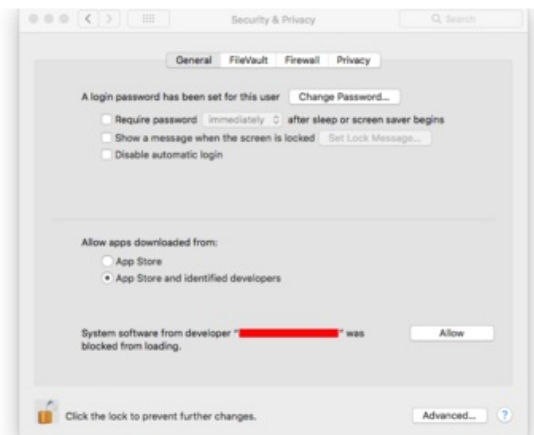 Security & Privacy
Search
General FileVault Firewall Privacy
A login password has been set for this user Change Password...
Require password immediately after sleep or screen saver begins
Show a message when the screen is locked Set Lock Message...
Disable automatic login
Allow apps downloaded from:
App Store
App Store and identified developers
System software from developer " " was Allow
blocked from loading.
Click the lock to prevent further changes. Advanced... ?